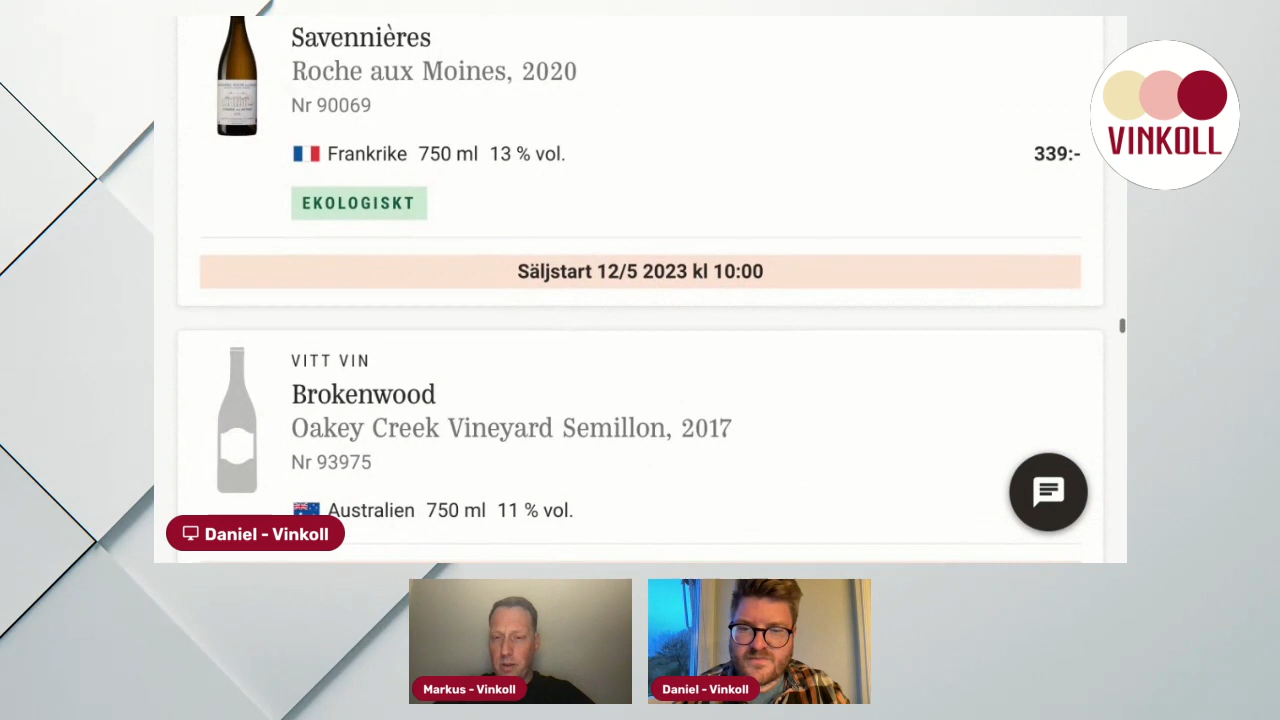 Savennières
Roche aux Moines, 2020
Nr 90069
Frankrike 750 ml 13 % vol.
339:-
EKOLOGISKT
Säljstart 12/5 2023 kl 10:00
VITT VIN
Brokenwood
Oakey Creek Vineyard Semillon, 2017
Nr 93975
Australien 750 ml 11 % vol.
VINKOLL
Daniel - Vinkoll
Markus - Vinkoll
Daniel - Vinkoll